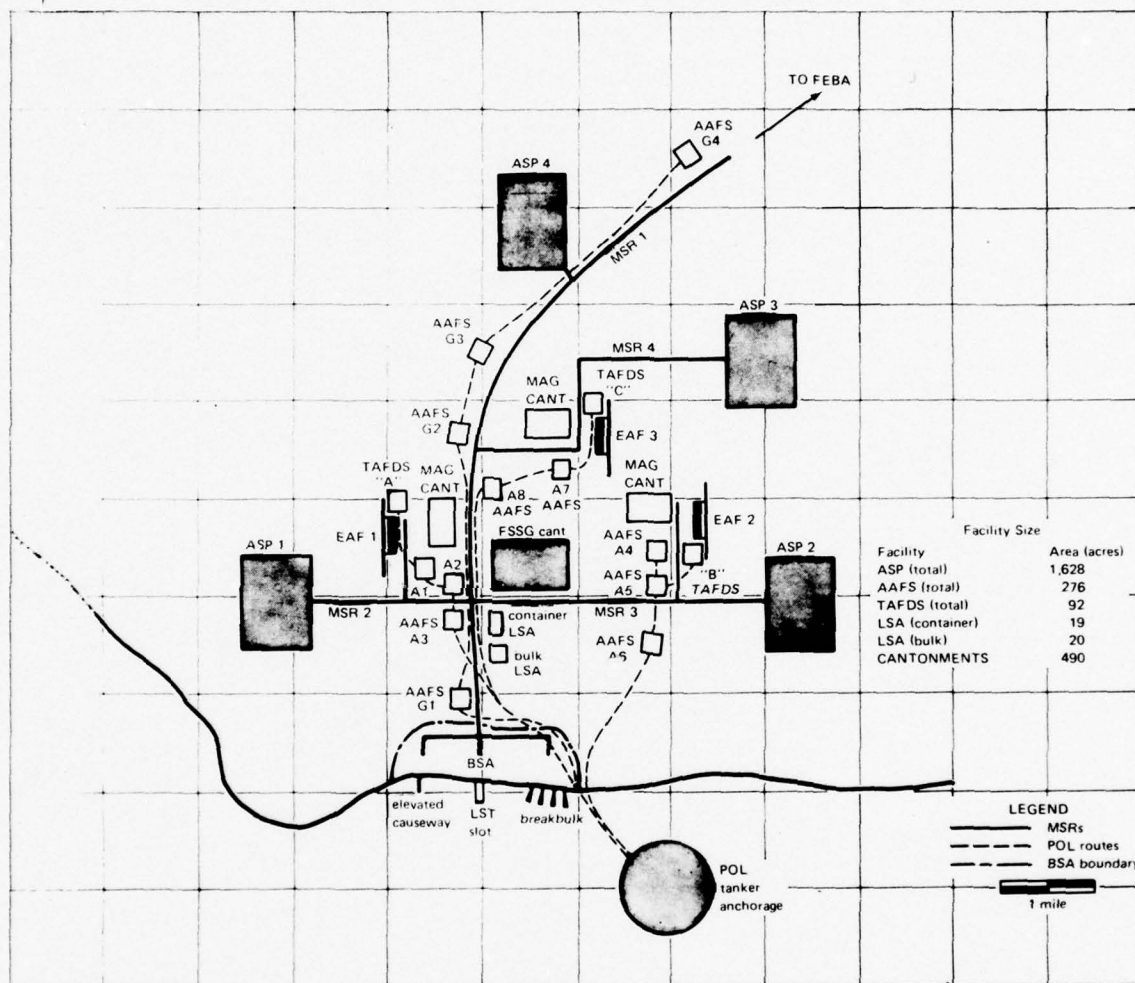 TO FEBA
AAFS
G4
ASP 4
MSR 1
ASP 3
AAFS
G3
MSR 4
MAG
CANT
TAFDS
"C"
AAFS
G2
EAF 3
TAFDS
"A"
MAG
CANT
A8
AAFS
A7
AAFS
MAG
CANT
EAF 1
FSSG cant
EAF 2
AAFS
A4
ASP 1
A1
A2
AAFS
A5
"B"
TAFDS
ASP 2
MSR 2
MSR 3
AAFS
A3
container
LSA
bulk
LSA
AAFS
A6
AAFS
G1
BSA
elevated
causeway
LST
slot
breakbulk
POL
tanker
anchorage
Facility Size
Facility Area (acres)
ASP (total) 1,628
AAFS (total) 276
TAFDS (total) 92
LSA (container) 19
LSA (bulk) 20
CANTONMENTS 490
LEGEND
MSRs
POL routes
BSA boundary
1 mile